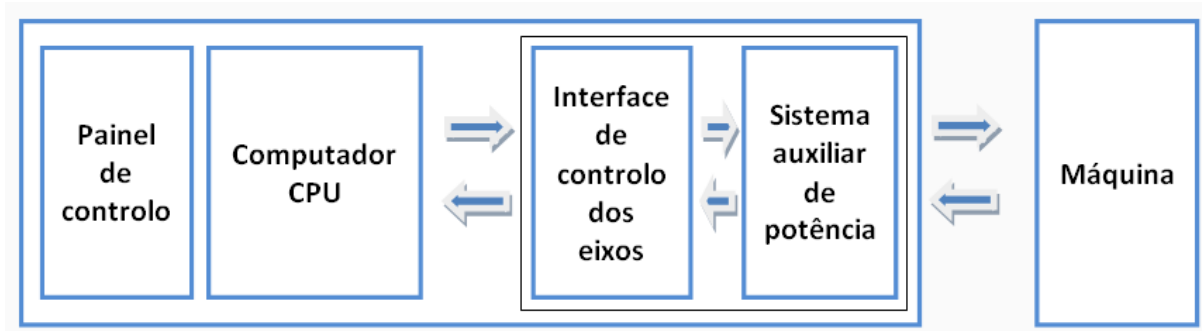 Painel
de
controlo
Computador
CPU
Interface
de
controlo
dos
eixos
Sistema
auxiliar
de
potência
Máquina